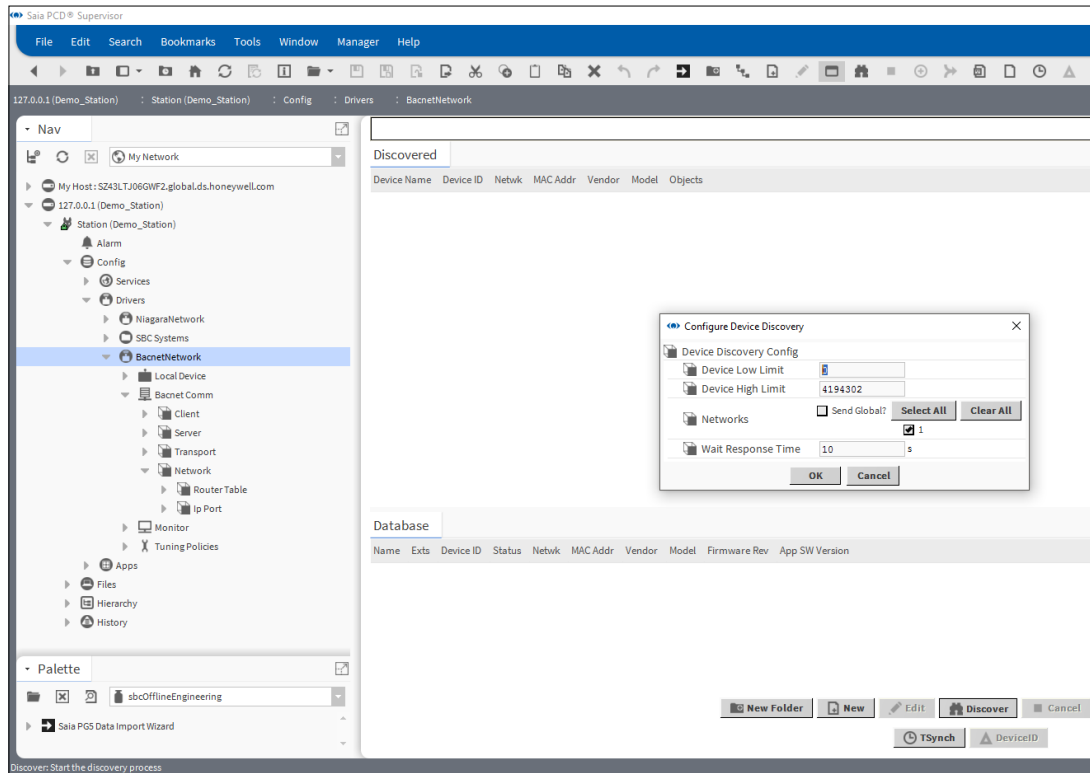 Saia PCD® Supervisor
File Edit Search Bookmarks Tools Window Manager Help
127.0.0.1 (Demo_Station) : Station (Demo_Station) : Config : Drivers : BacnetNetwork
Nav
My Network
My Host : SZ43LTJ06GWF2.global.ds.honeywell.com
127.0.0.1 (Demo_Station)
Station (Demo_Station)
Alarm
Config
Services
Drivers
NiagaraNetwork
SBC Systems
BacnetNetwork
Local Device
Bacnet Comm
Client
Server
Transport
Network
Router Table
Ip Port
Monitor
Tuning Policies
Apps
Files
Hierarchy
History
Palette
sbcOfflineEngineering
Saia PG5 Data Import Wizard
Discovered
Device Name Device ID Netwk MAC Addr Vendor Model Objects
Configure Device Discovery
Device Discovery Config
Device Low Limit 0
Device High Limit 4194302
Networks Send Global? Select All Clear All
1
Wait Response Time 10 s
OK Cancel
Database
Name Exts Device ID Status Netwk MAC Addr Vendor Model Firmware Rev App SW Version
New Folder New Edit Discover Cancel
TSynch DeviceID
Discover: Start the discovery process